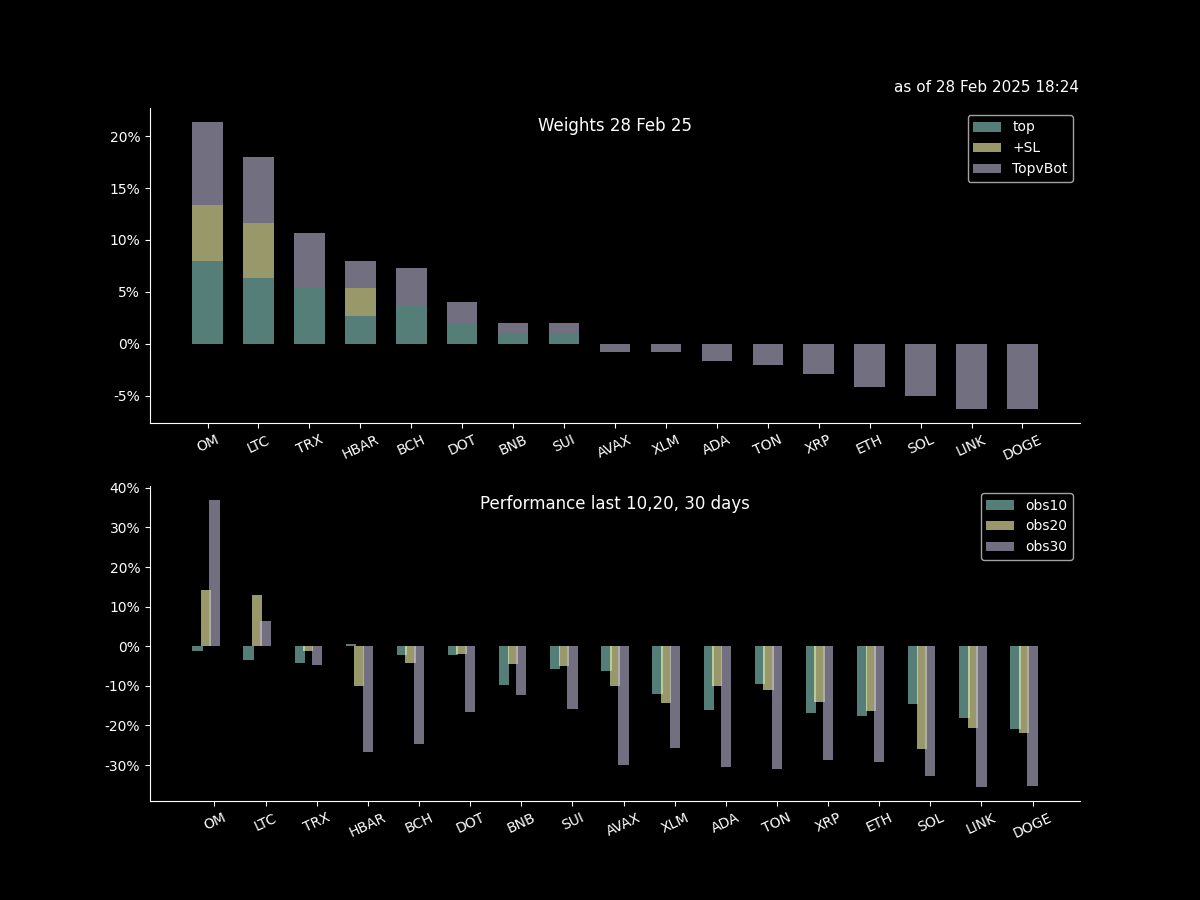 as of 28 Feb 2025 18:24
Weights 28 Feb 25
top
+SL
TopvBot
20%
15%
10%
5%
0%
-5%
OM LTC TRX HBAR BCH DOT BNB SUI AVAX XLM ADA TON XRP ETH SOL LINK DOGE
Performance last 10,20, 30 days
obs10
obs20
obs30
40%
30%
20%
10%
0%
-10%
-20%
-30%
OM LTC TRX HBAR BCH DOT BNB SUI AVAX XLM ADA TON XRP ETH SOL LINK DOGE